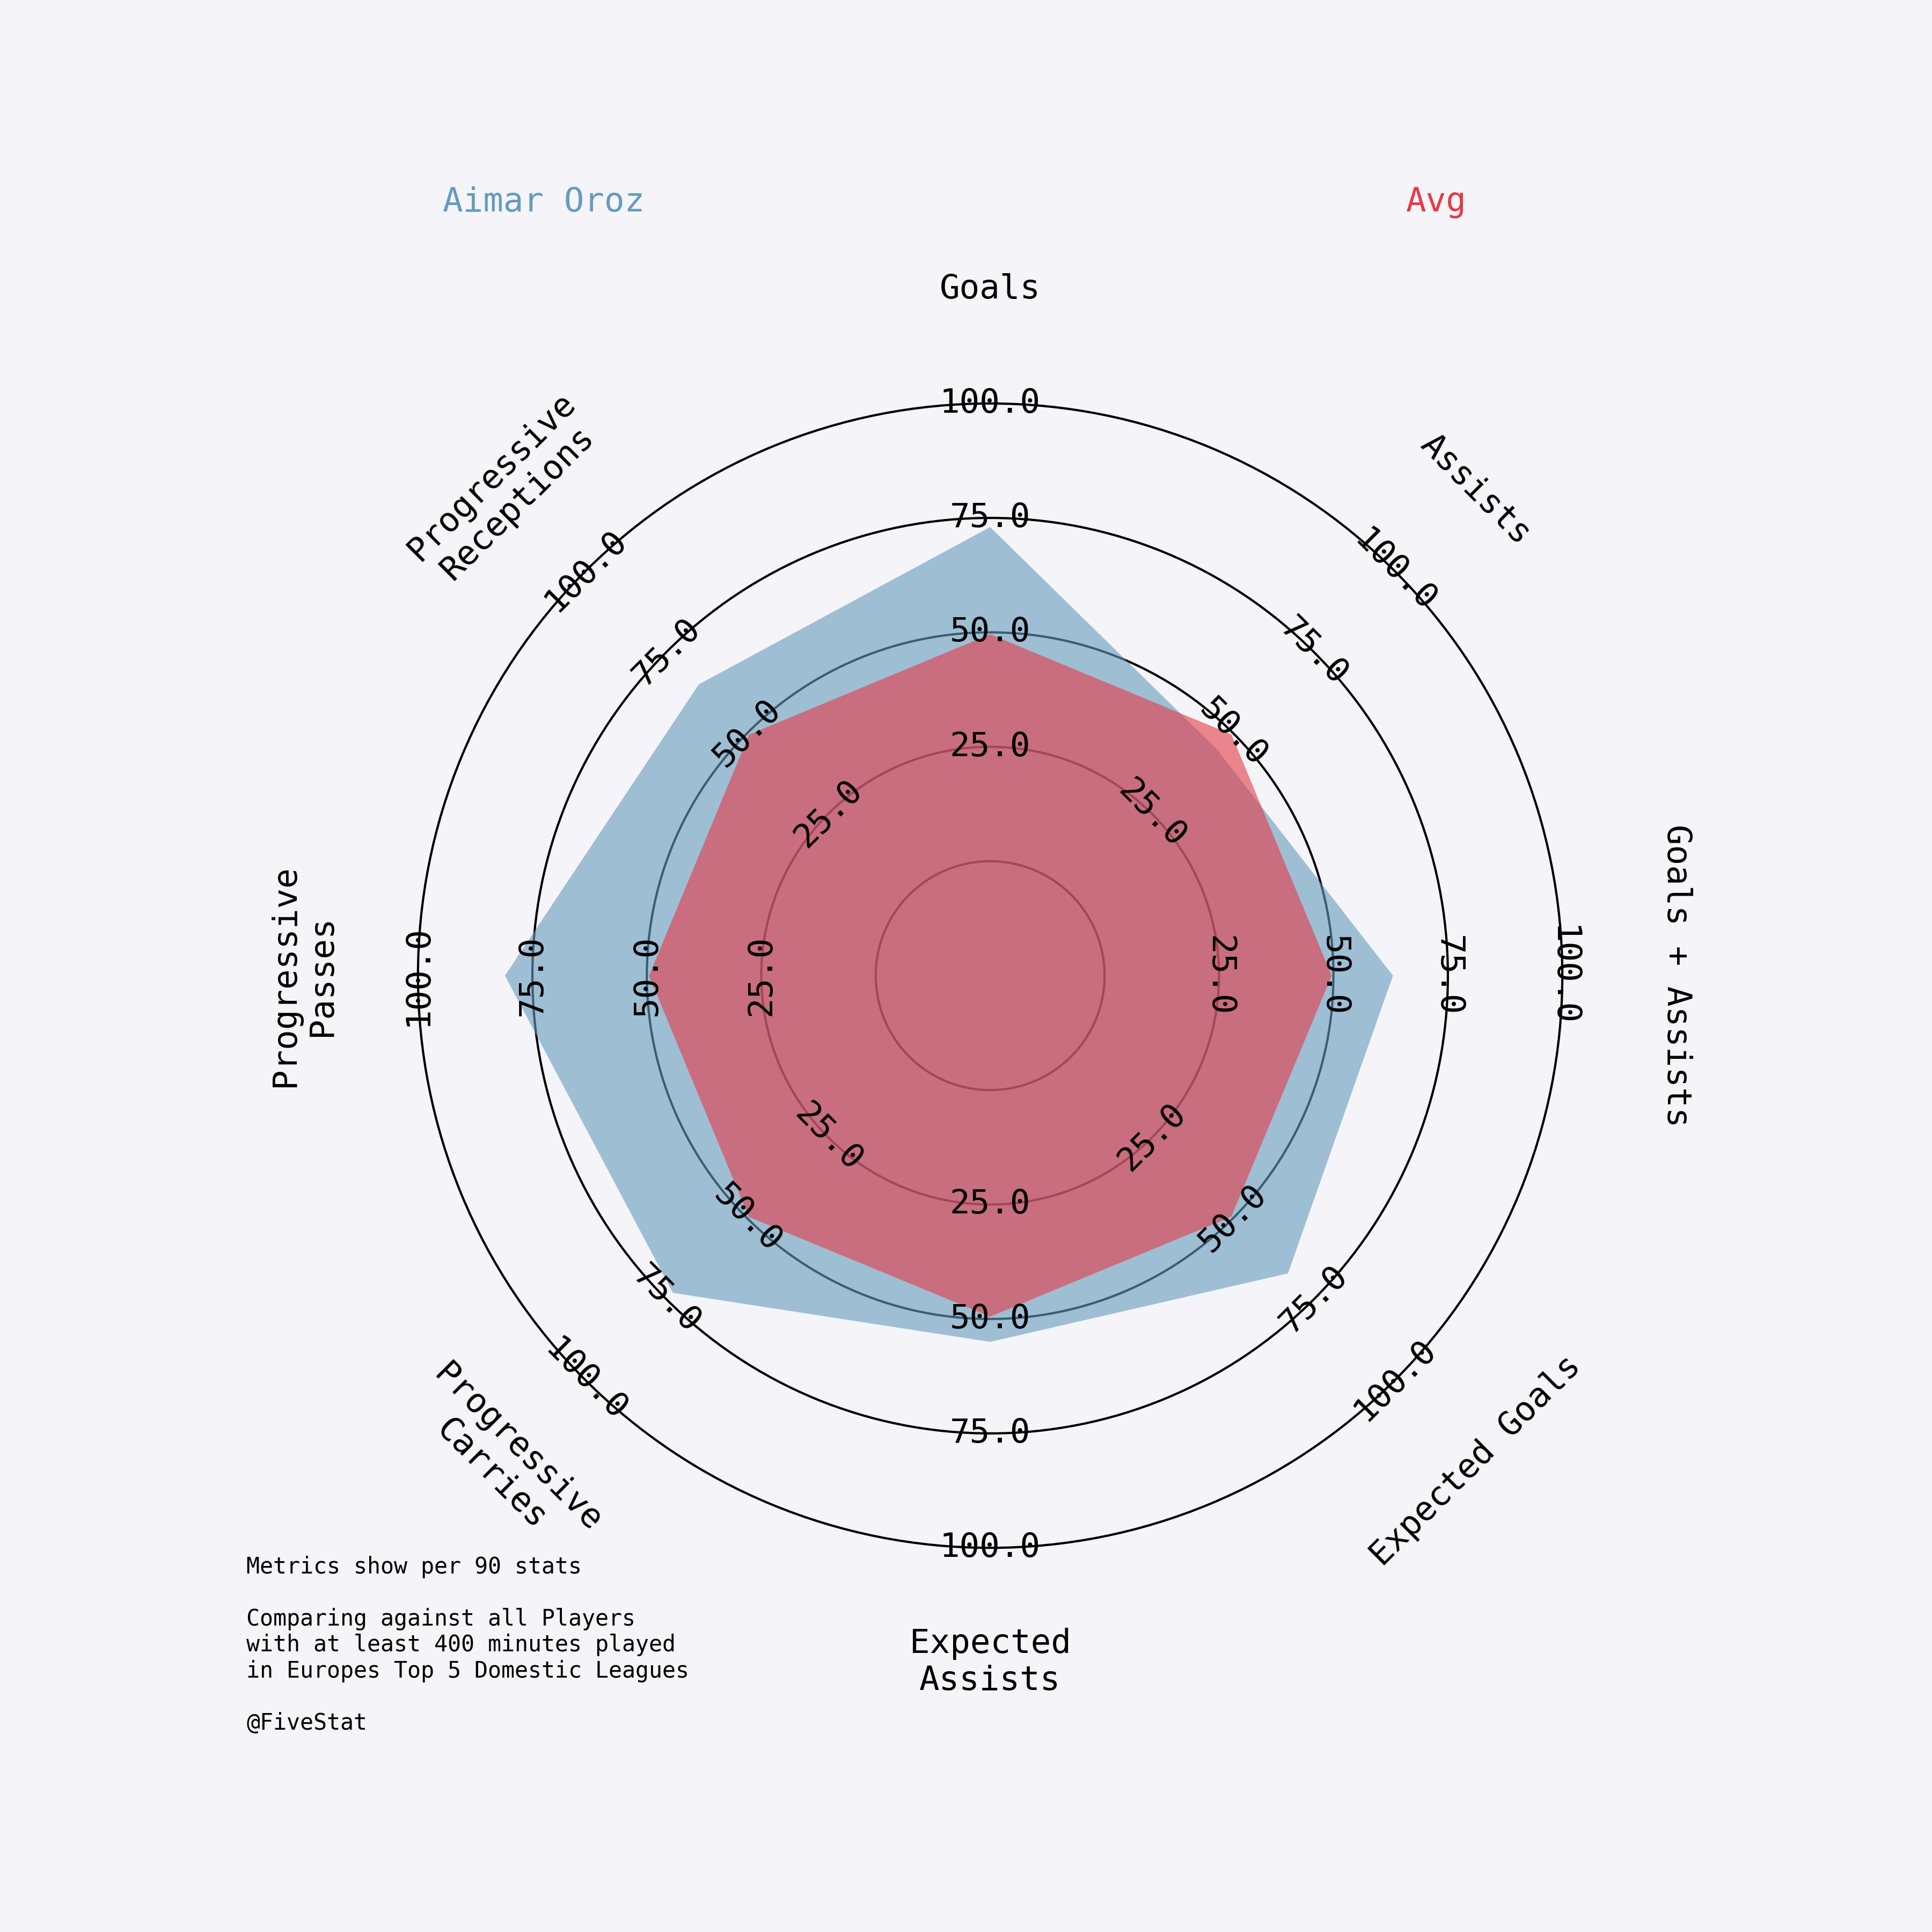 Aimar Oroz
Avg
Goals
Assists
Goals + Assists
Expected Goals
Expected
Assists
Progressive
Carries
Progressive
Passes
Progressive
Receptions
25.0
50.0
75.0
100.0
25.0
50.0
75.0
100.0
25.0
50.0
75.0
100.0
25.0
50.0
75.0
100.0
25.0
50.0
75.0
100.0
25.0
50.0
75.0
100.0
25.0
50.0
75.0
100.0
25.0
50.0
75.0
100.0
Metrics show per 90 stats
Comparing against all Players
with at least 400 minutes played
in Europes Top 5 Domestic Leagues
@FiveStat